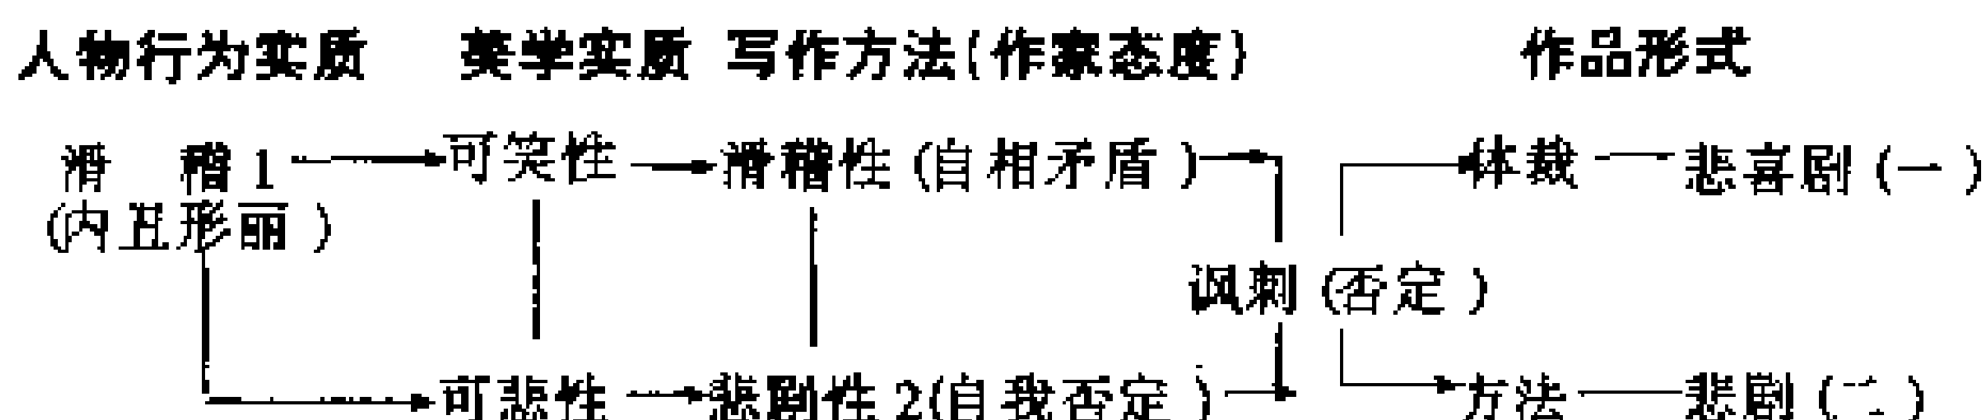 人物行为实质 美学实质 写作方法(作家态度) 作品形式
滑 稽1 可笑性 滑稽性(自相矛盾) 体裁 悲喜剧(一)
(内丑形丽)
讽刺(否定)
可悲性 悲剧性2(自我否定) 方法 悲剧(二)